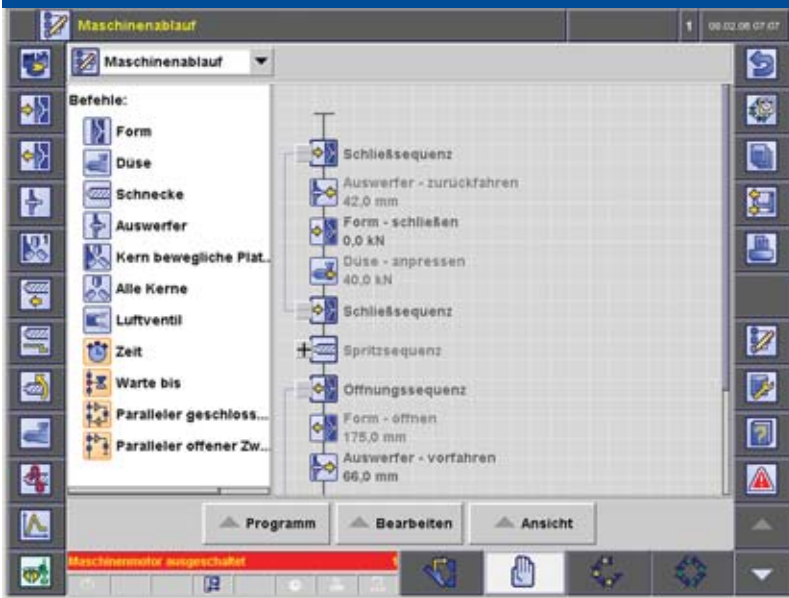 Maschinenablauf
1
Maschinenablauf
Befehle:
Form
Düse
Schnecke
Auswerfer
Kern bewegliche Plat..
Alle Kerne
Luftventil
Zeit
Warte bis
Paralleler geschloss...
Paralleler offener Zw...
Schließsequenz
Auswerfer - zurückfahren
42,0 mm
Form - schließen
0,0 kN
Düse - anpressen
40,0 kN
Schließsequenz
Spritzsequenz
Öffnungssequenz
Form - öffnen
175,0 mm
Auswerfer - vorfahren
66,0 mm
Programm
Bearbeiten
Ansicht
Maschinenmotor ausgeschaltet